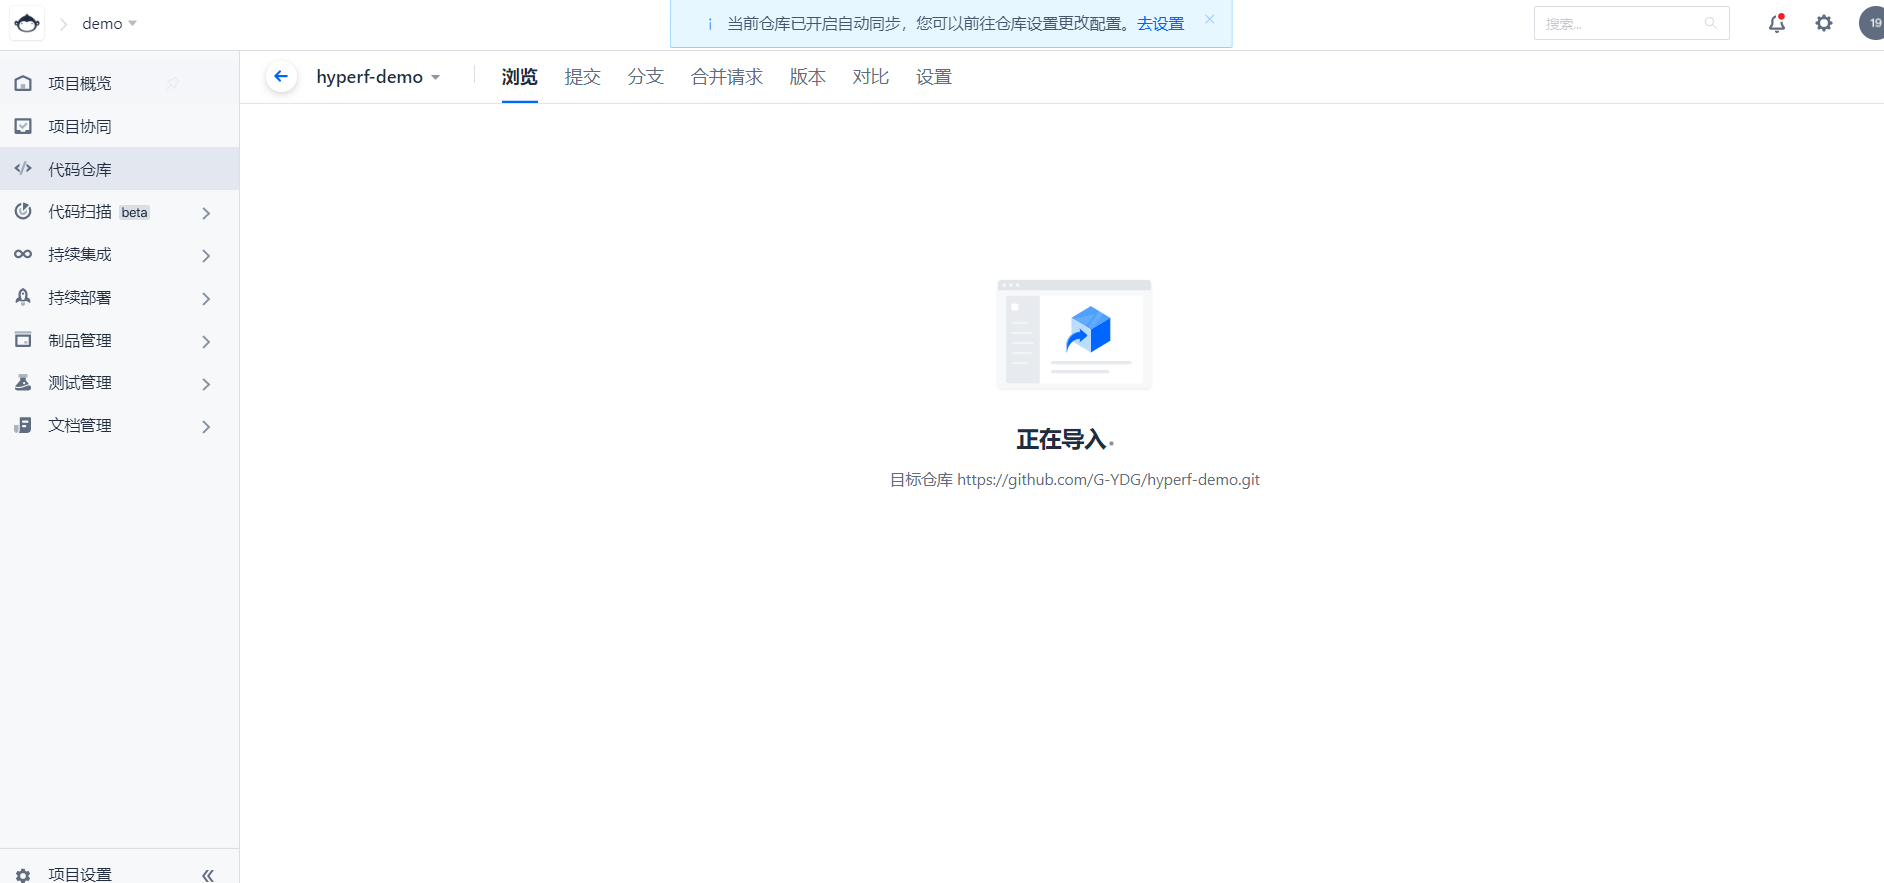 demo
当前仓库已开启自动同步，您可以前往仓库设置更改配置。去设置
搜索...
19
项目概览
项目协同
代码仓库
代码扫描 beta
持续集成
持续部署
制品管理
测试管理
文档管理
项目设置
hyperf-demo
浏览 提交 分支 合并请求 版本 对比 设置
正在导入.
目标仓库 https://github.com/G-YDG/hyperf-demo.git